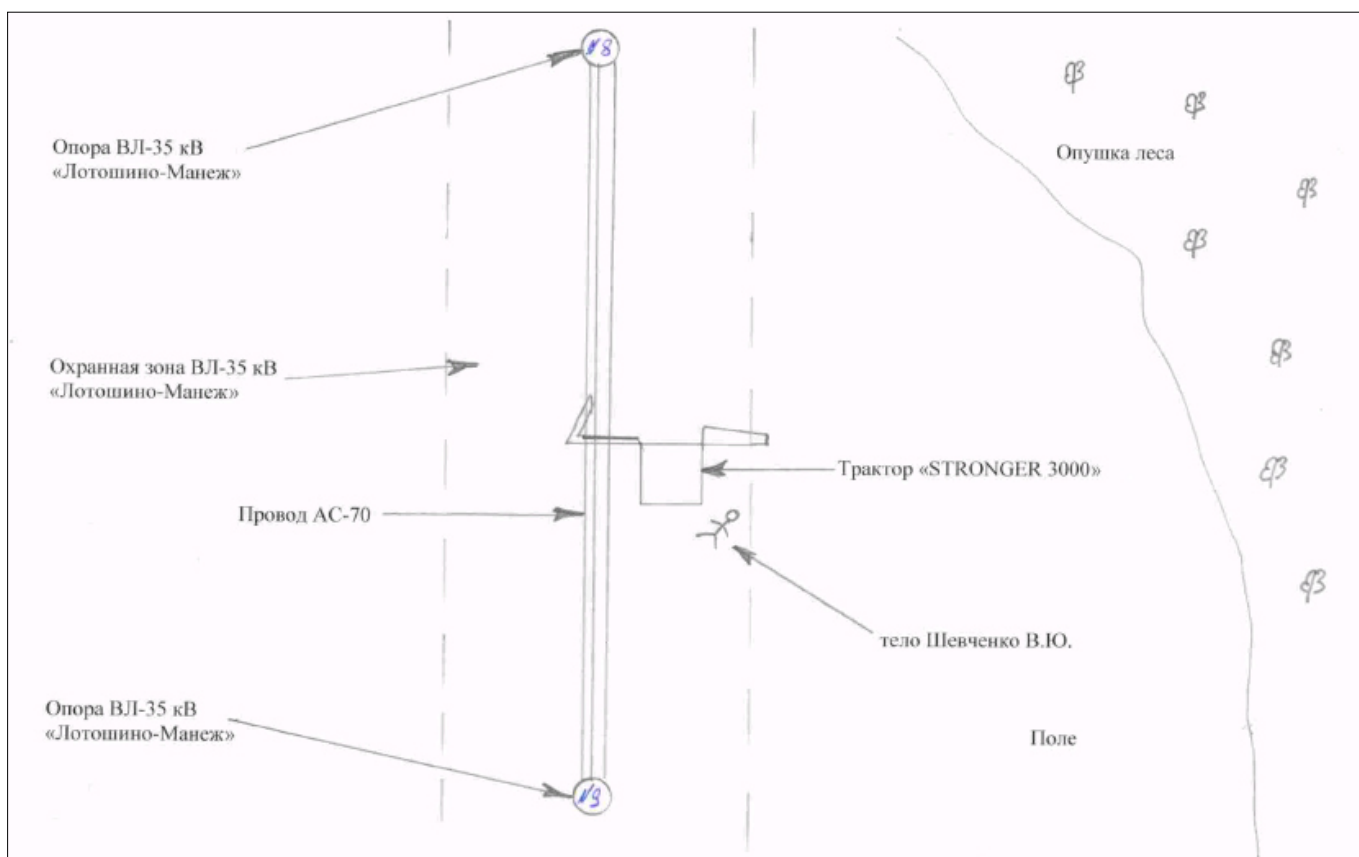 №8
Опора ВЛ-35 кВ
«Лотошино-Манеж»
Опушка леса
Охранная зона ВЛ-35 кВ
«Лотошино-Манеж»
Трактор «STRONGER 3000»
Провод АС-70
тело Шевченко В.Ю.
Опора ВЛ-35 кВ
«Лотошино-Манеж»
Поле
№9